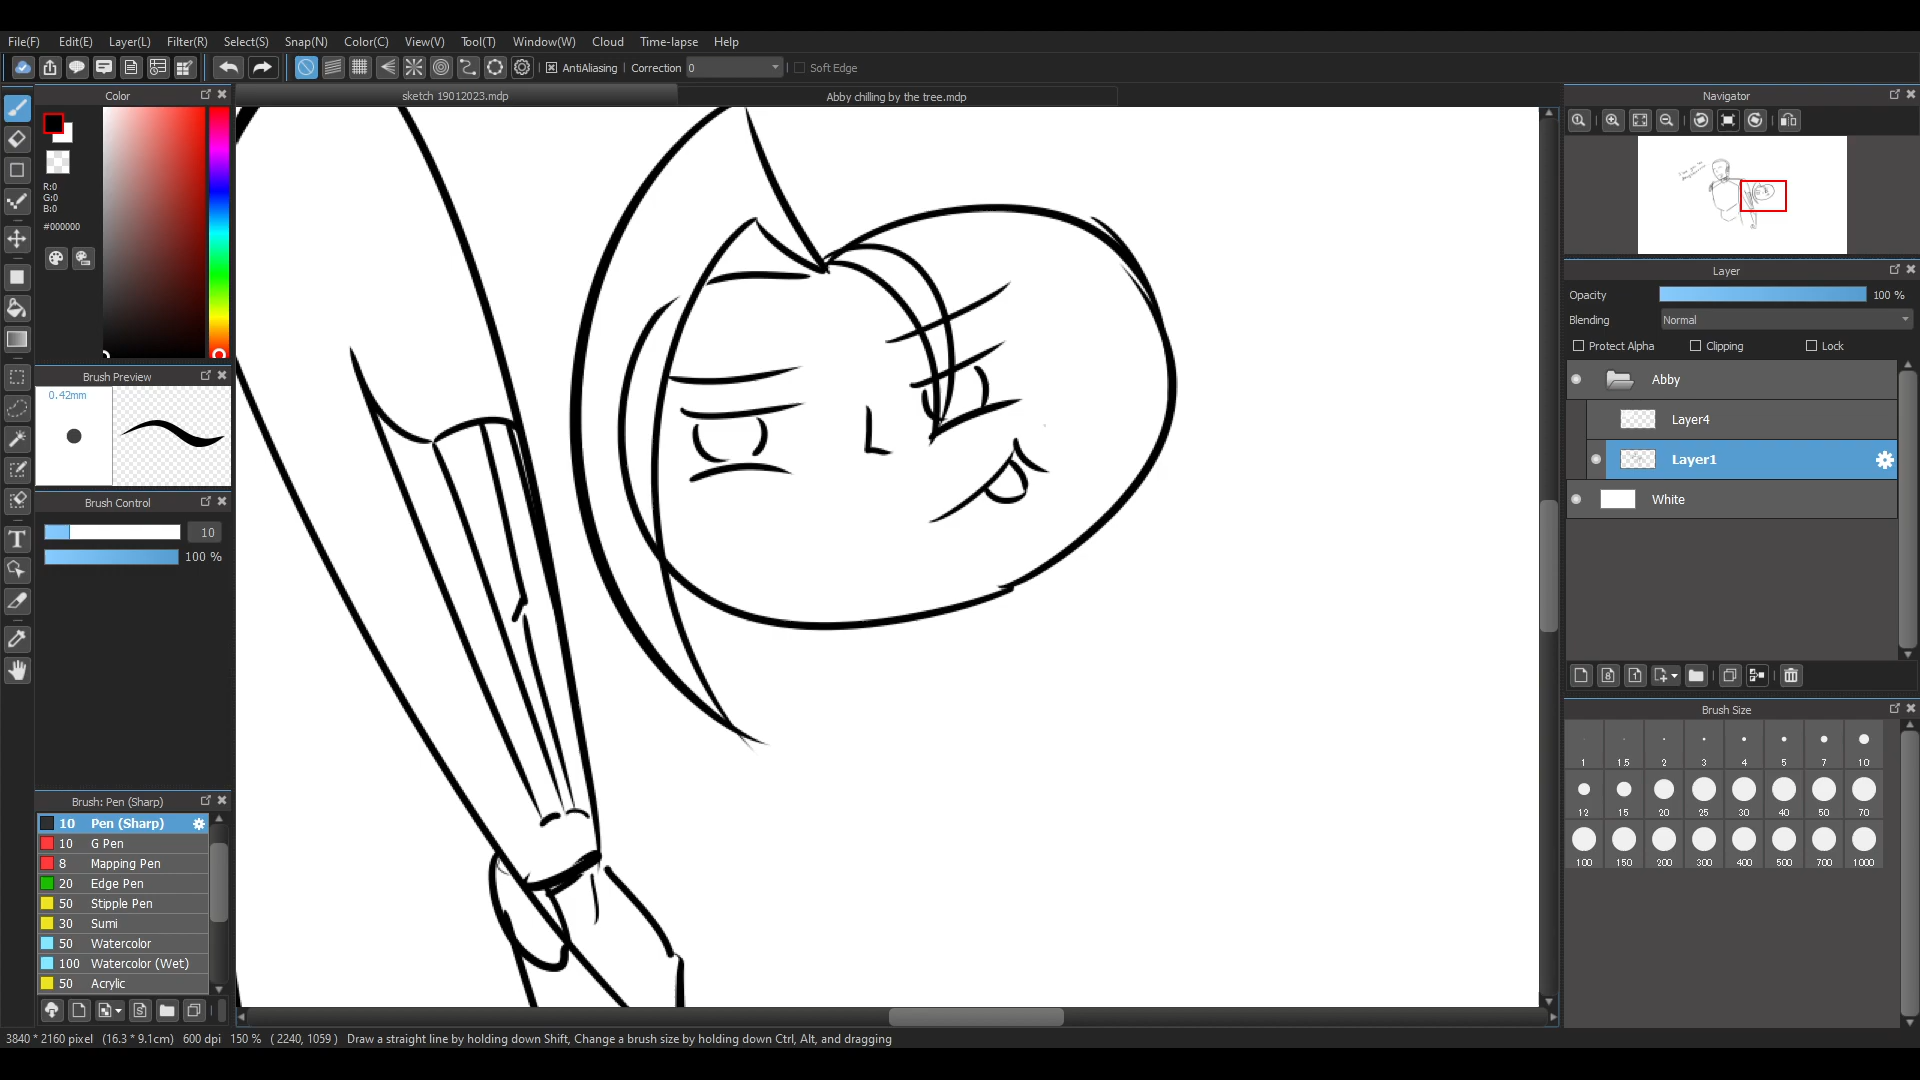 File(F) Edit(E) Layer(L) Filter(R) Select(S) Snap(N) Color(C) View(V) Tool(T) Window(W) Cloud Time-lapse Help
AntiAliasing Correction 0 Soft Edge
Color
sketch 19012023.mdp Abby chilling by the tree.mdp
R:0
G:0
B:0
#000000
Brush Preview
0.42mm
Brush Control
10
100 %
Brush: Pen (Sharp)
10 Pen (Sharp)
10 G Pen
8 Mapping Pen
20 Edge Pen
50 Stipple Pen
30 Sumi
50 Watercolor
100 Watercolor (Wet)
50 Acrylic
Navigator
Layer
Opacity 100 %
Blending Normal
Protect Alpha Clipping Lock
Abby
Layer4
Layer1
White
Brush Size
1 1.5 2 3 4 5 7 10
12 15 20 25 30 40 50 70
100 150 200 300 400 500 700 1000
3840 * 2160 pixel (16.3 * 9.1cm) 600 dpi 150 % ( 2240, 1059 ) Draw a straight line by holding down Shift, Change a brush size by holding down Ctrl, Alt, and dragging